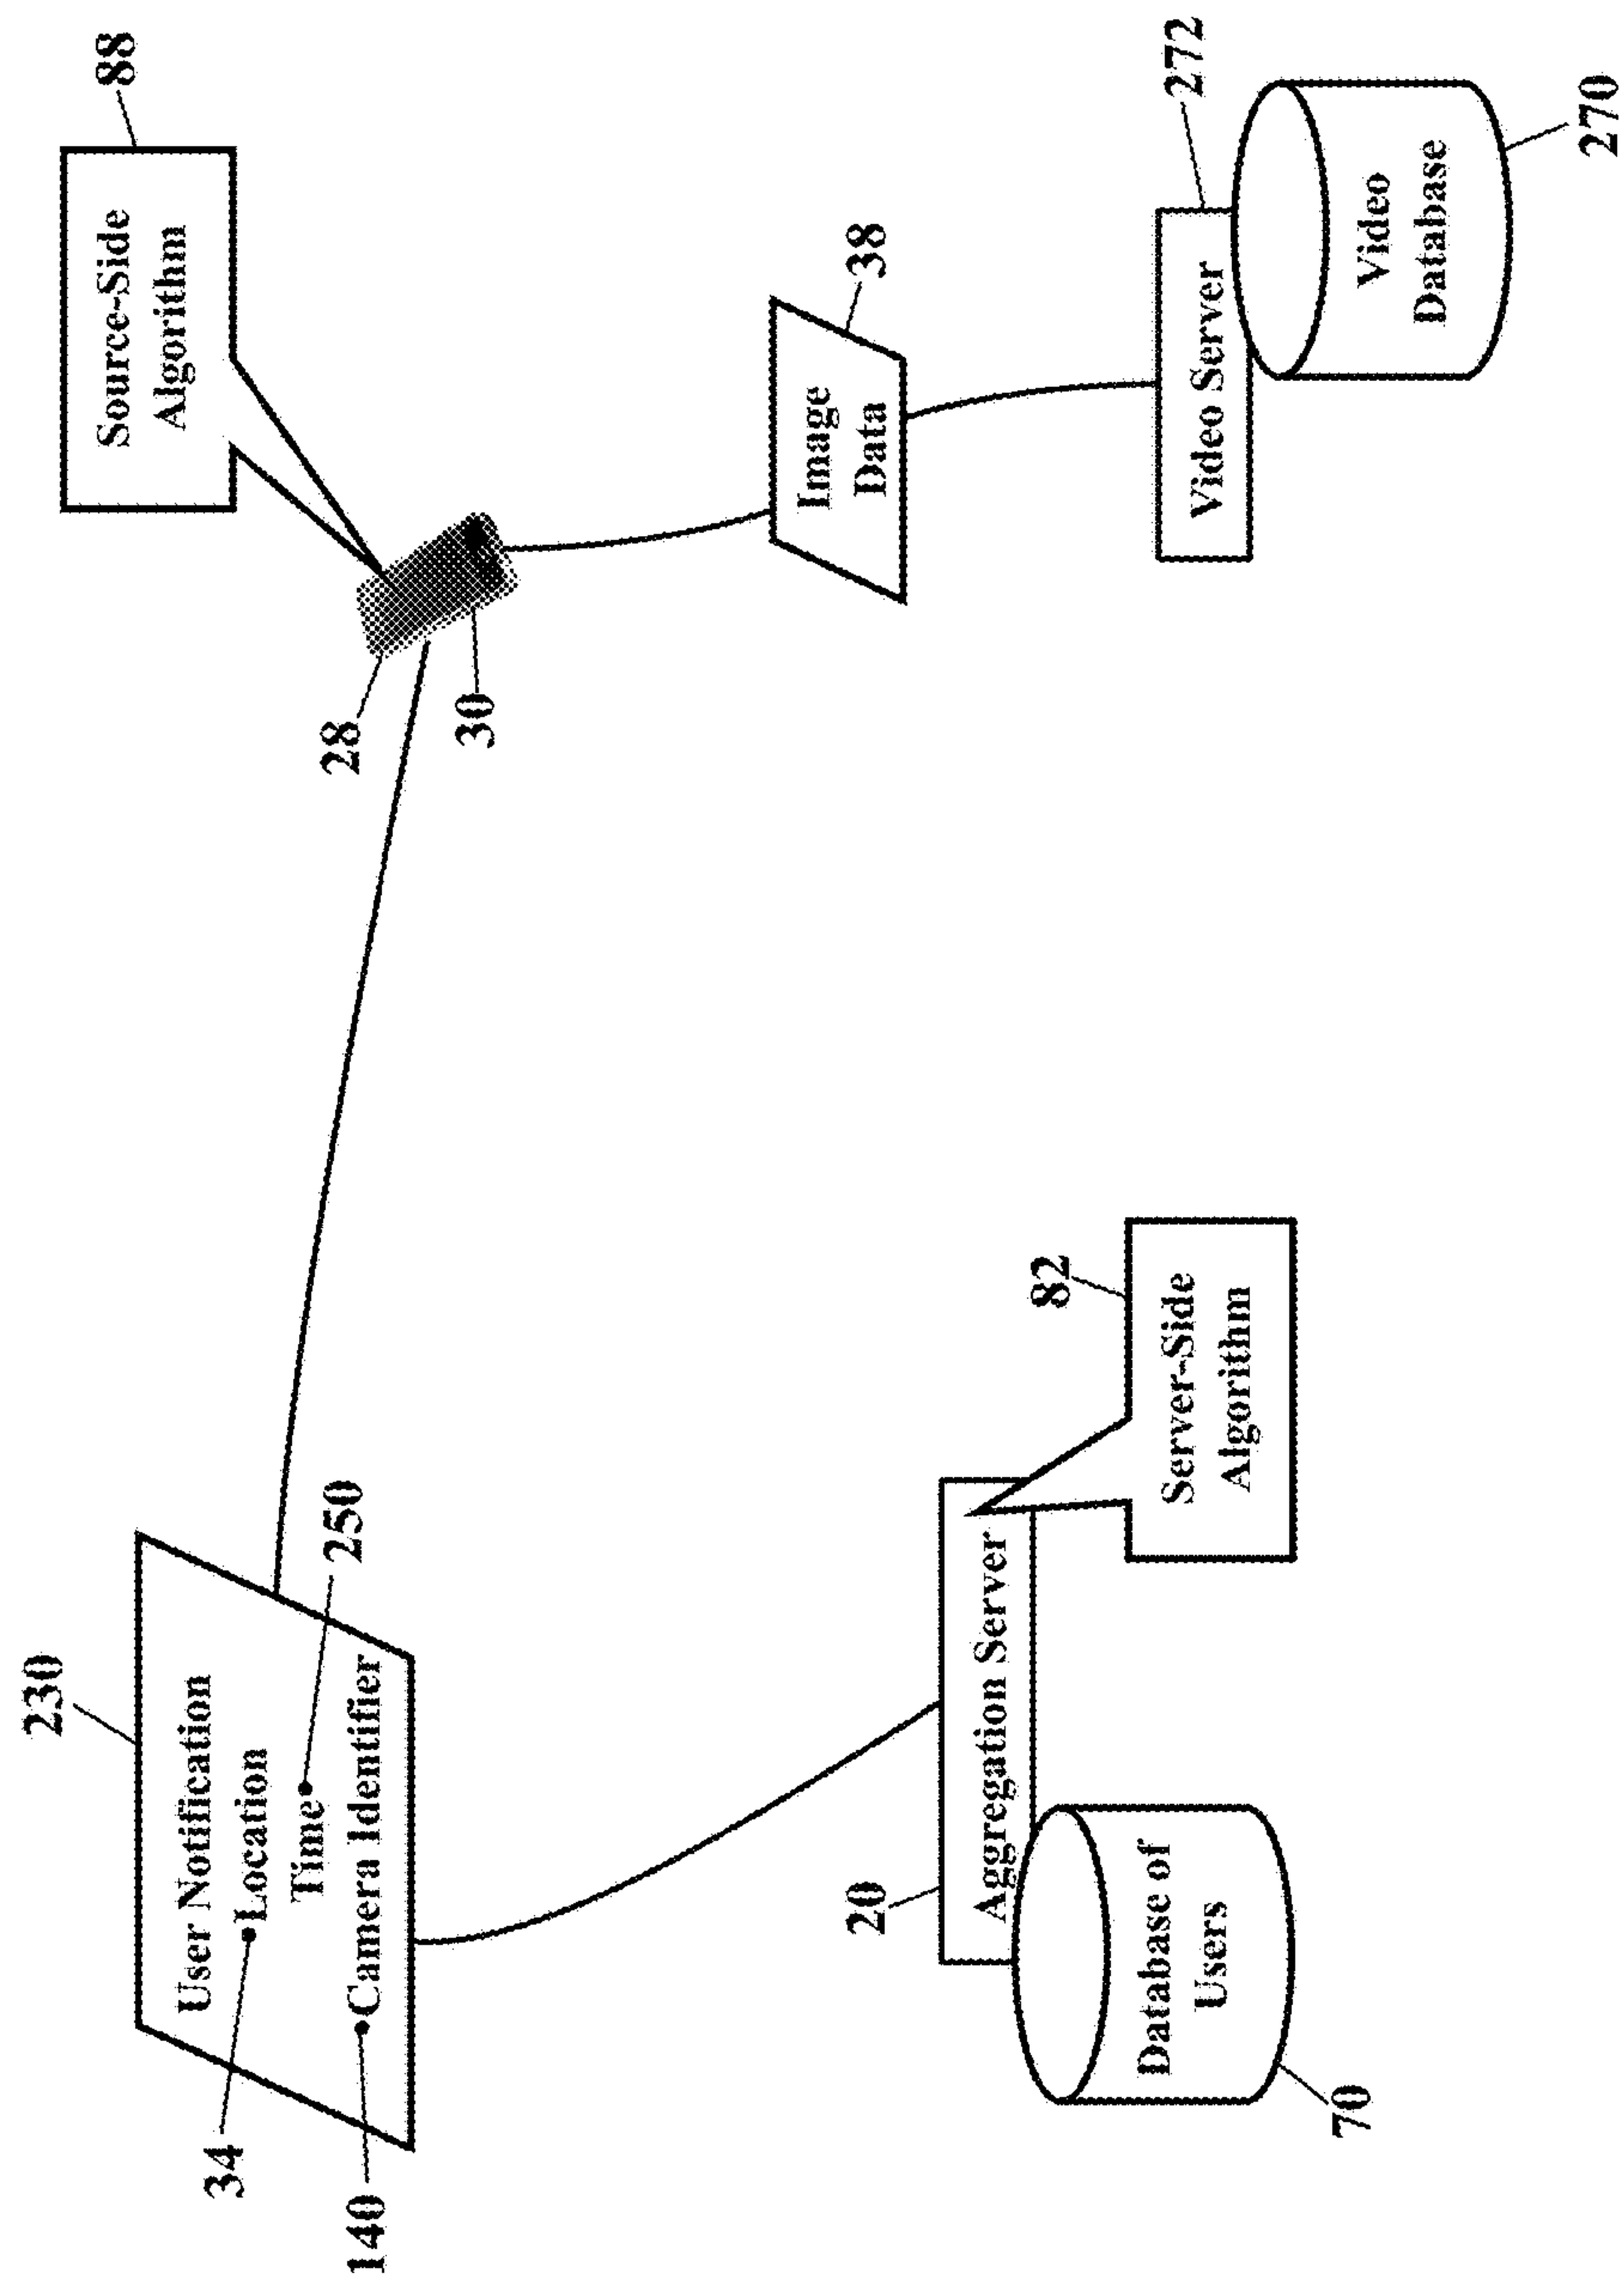 230
User Notification
34
Location
Time
250
140
Camera Identifier
20
Aggregation Server
Database of
Users
70
82
Server-Side
Algorithm
88
Source-Side
Algorithm
28
30
Image
Data
38
272
Video Server
Video
Database
270